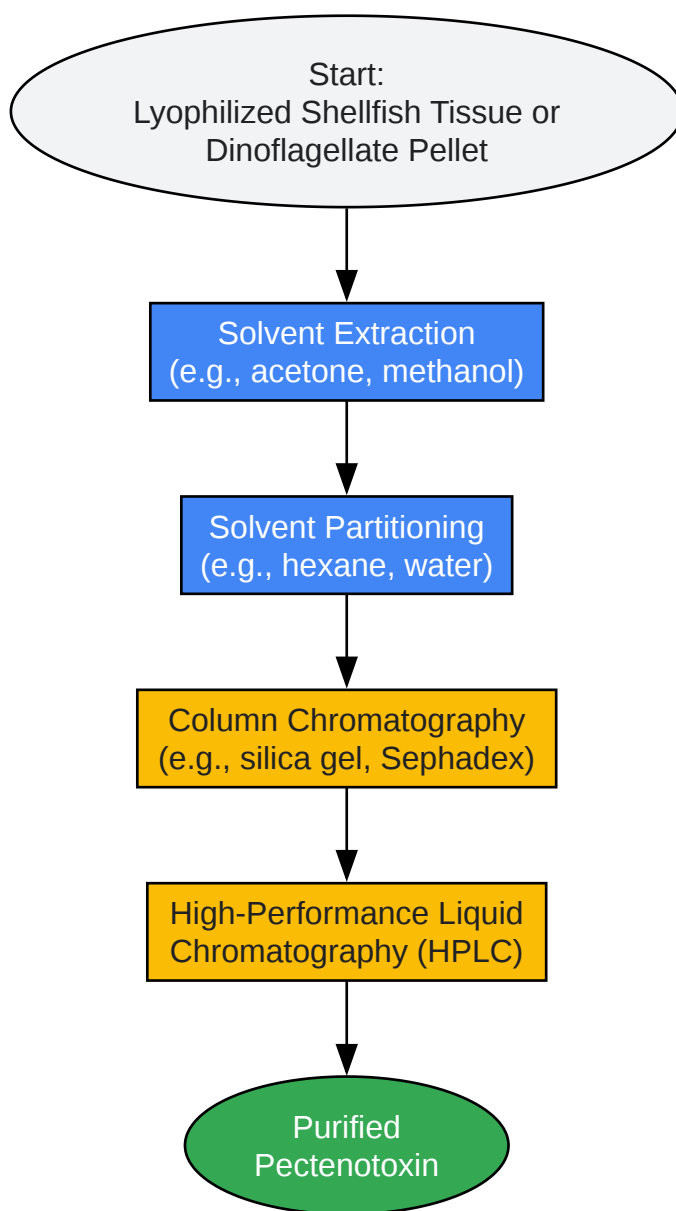 Start:
Lyophilized Shellfish Tissue or
Dinoflagellate Pellet
Solvent Extraction
(e.g., acetone, methanol)
Solvent Partitioning
(e.g., hexane, water)
Column Chromatography
(e.g., silica gel, Sephadex)
High-Performance Liquid
Chromatography (HPLC)
Purified
Pectenotoxin